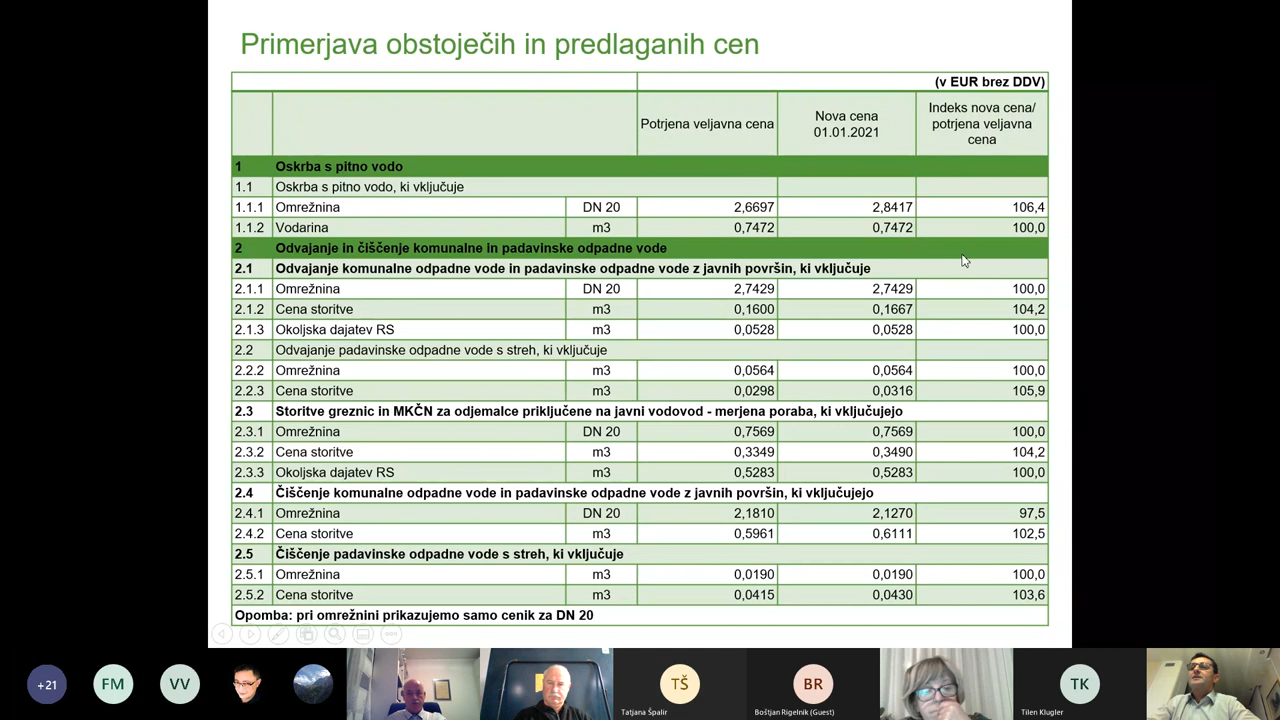 Primerjava obstoječih in predlaganih cen
(v EUR brez DDV)
Potrjena veljavna cena
Nova cena
01.01.2021
Indeks nova cena/
potrjena veljavna
cena
1 Oskrba s pitno vodo
1.1 Oskrba s pitno vodo, ki vključuje
1.1.1 Omrežnina DN 20 2,6697 2,8417 106,4
1.1.2 Vodarina m3 0,7472 0,7472 100,0
2 Odvajanje in čiščenje komunalne in padavinske odpadne vode
2.1 Odvajanje komunalne odpadne vode in padavinske odpadne vode z javnih površin, ki vključuje
2.1.1 Omrežnina DN 20 2,7429 2,7429 100,0
2.1.2 Cena storitve m3 0,1600 0,1667 104,2
2.1.3 Okoljska dajatev RS m3 0,0528 0,0528 100,0
2.2 Odvajanje padavinske odpadne vode s streh, ki vključuje
2.2.2 Omrežnina m3 0,0564 0,0564 100,0
2.2.3 Cena storitve m3 0,0298 0,0316 105,9
2.3 Storitve greznic in MKČN za odjemalce priključene na javni vodovod - merjena poraba, ki vključujejo
2.3.1 Omrežnina DN 20 0,7569 0,7569 100,0
2.3.2 Cena storitve m3 0,3349 0,3490 104,2
2.3.3 Okoljska dajatev RS m3 0,5283 0,5283 100,0
2.4 Čiščenje komunalne odpadne vode in padavinske odpadne vode z javnih površin, ki vključujejo
2.4.1 Omrežnina DN 20 2,1810 2,1270 97,5
2.4.2 Cena storitve m3 0,5961 0,6111 102,5
2.5 Čiščenje padavinske odpadne vode s streh, ki vključuje
2.5.1 Omrežnina m3 0,0190 0,0190 100,0
2.5.2 Cena storitve m3 0,0415 0,0430 103,6
Opomba: pri omrežnini prikazujemo samo cenik za DN 20
+21 FM VV TŠ BR TK
Tatjana Špalir Boštjan Rigelnik (Guest) Tilen Klugler